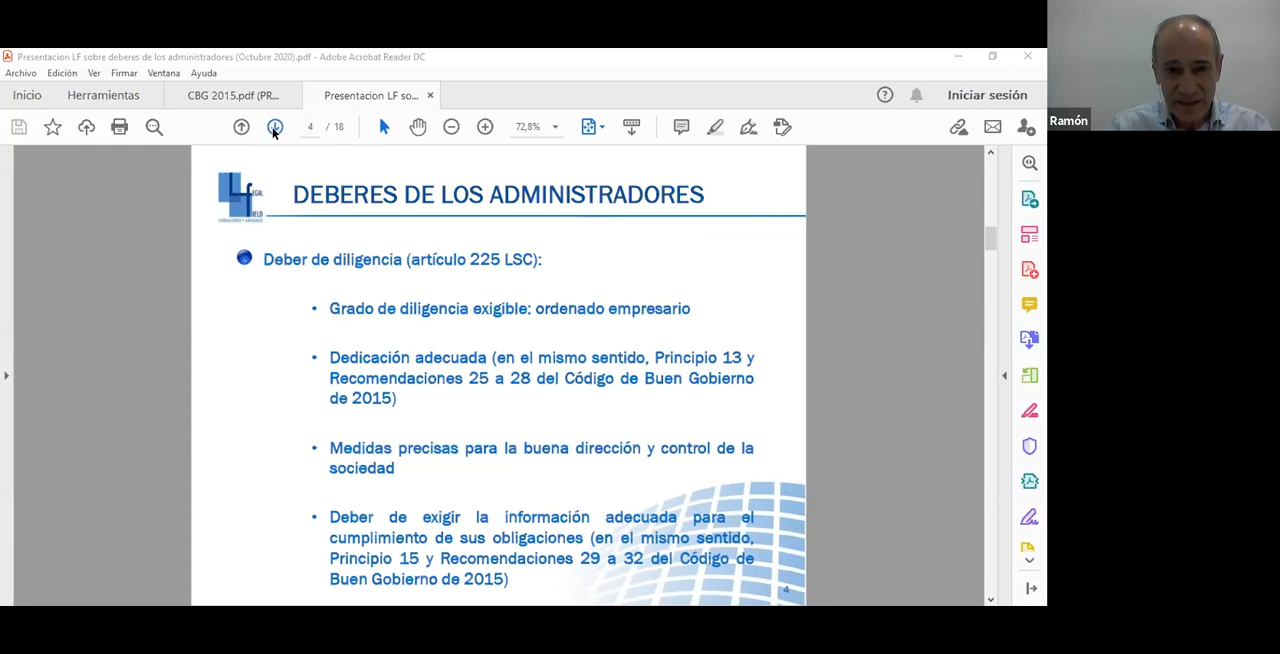 Presentacion LF sobre deberes de los administradores (Octubre 2020).pdf - Adobe Acrobat Reader DC
Archivo Edición Ver Firmar Ventana Ayuda
Inicio Herramientas CBG 2015.pdf (PR... Presentacion LF so... × Iniciar sesión
4 / 18 72,8%
Ramón
LEGAL
FIELD
DEBERES DE LOS ADMINISTRADORES
Deber de diligencia (artículo 225 LSC):
• Grado de diligencia exigible: ordenado empresario
• Dedicación adecuada (en el mismo sentido, Principio 13 y
Recomendaciones 25 a 28 del Código de Buen Gobierno
de 2015)
• Medidas precisas para la buena dirección y control de la
sociedad
• Deber de exigir la información adecuada para el
cumplimiento de sus obligaciones (en el mismo sentido,
Principio 15 y Recomendaciones 29 a 32 del Código de
Buen Gobierno de 2015)
4